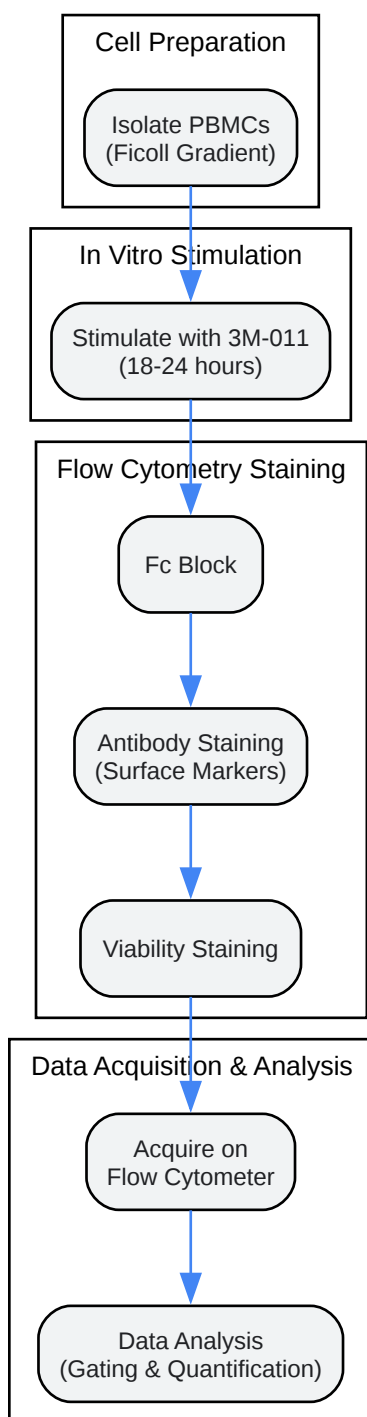 Cell Preparation
Isolate PBMCs
(Ficoll Gradient)
In Vitro Stimulation
Stimulate with 3M-011
(18-24 hours)
Flow Cytometry Staining
Fc Block
Antibody Staining
(Surface Markers)
Viability Staining
Data Acquisition & Analysis
Acquire on
Flow Cytometer
Data Analysis
(Gating & Quantification)